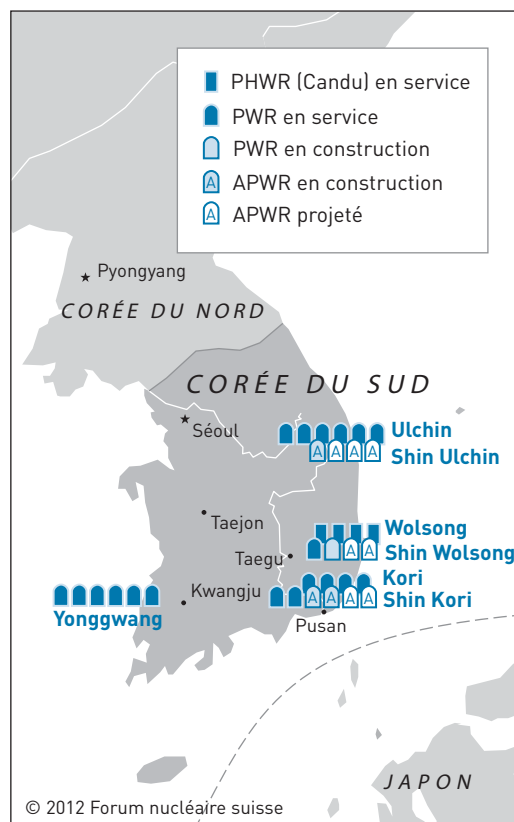 PHWR (Candu) en service
PWR en service
PWR en construction
A APWR en construction
A APWR projeté
Pyongyang
CORÉE DU NORD
CORÉE DU SUD
Séoul
Ulchin
A A A A Shin Ulchin
Taejon
Wolsong
Taegu
A A Shin Wolsong
Kori
Kwangju
A A A A Shin Kori
Yonggwang
Pusan
JAPON
© 2012 Forum nucléaire suisse